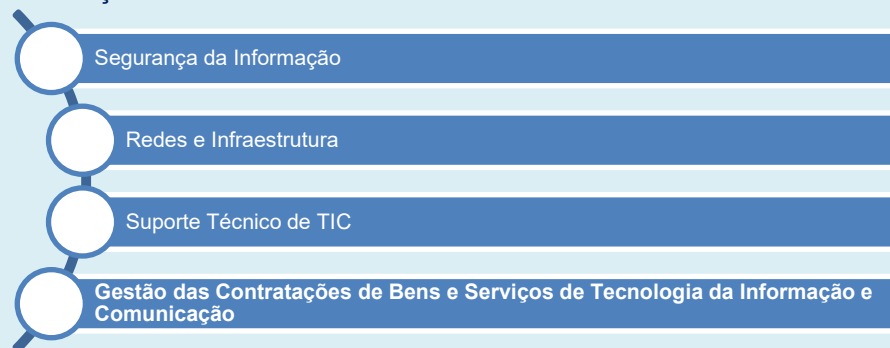 Segurança da Informação
Redes e Infraestrutura
Suporte Técnico de TIC
Gestão das Contratações de Bens e Serviços de Tecnologia da Informação e
Comunicação